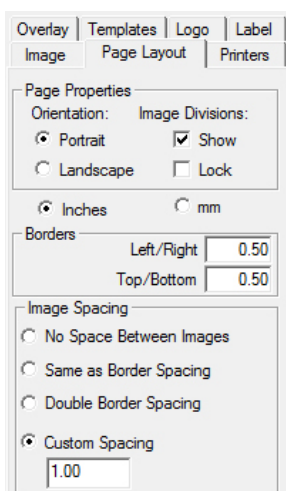 Overlay Templates Logo Label
Image Page Layout Printers
Page Properties
Orientation: Image Divisions:
Portrait Show
Landscape Lock
Inches mm
Borders
Left/Right 0.50
Top/Bottom 0.50
Image Spacing
No Space Between Images
Same as Border Spacing
Double Border Spacing
Custom Spacing
1.00